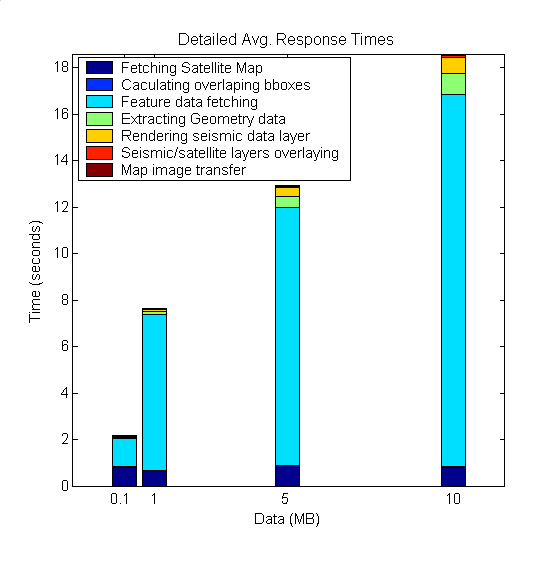 Detailed Avg. Response Times
Fetching Satellite Map
Caculating overlaping bboxes
Feature data fetching
Extracting Geometry data
Rendering seismic data layer
Seismic/satellite layers overlaying
Map image transfer
18
16
14
12
10
8
6
4
2
0
Time (seconds)
0.1 1 5 10
Data (MB)